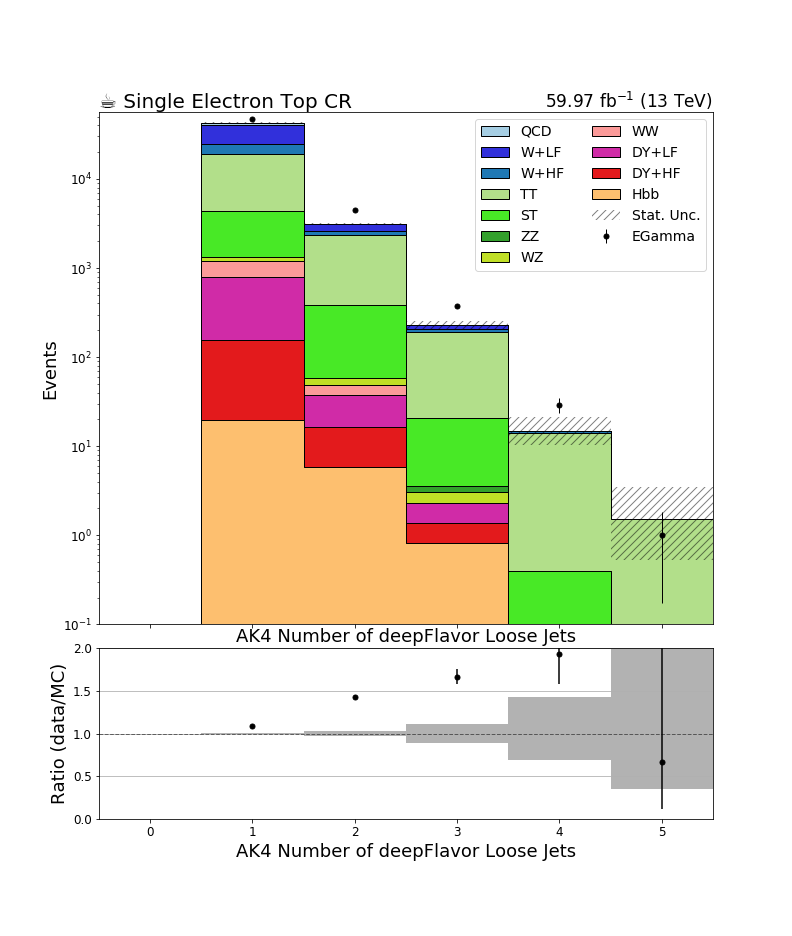 ☕ Single Electron Top CR
59.97 fb⁻¹ (13 TeV)
QCD
W+LF
W+HF
TT
ST
ZZ
WZ
WW
DY+LF
DY+HF
Hbb
Stat. Unc.
EGamma
Events
10⁴
10³
10²
10¹
10⁰
10⁻¹
AK4 Number of deepFlavor Loose Jets
Ratio (data/MC)
2.0
1.5
1.0
0.5
0.0
0 1 2 3 4 5
AK4 Number of deepFlavor Loose Jets